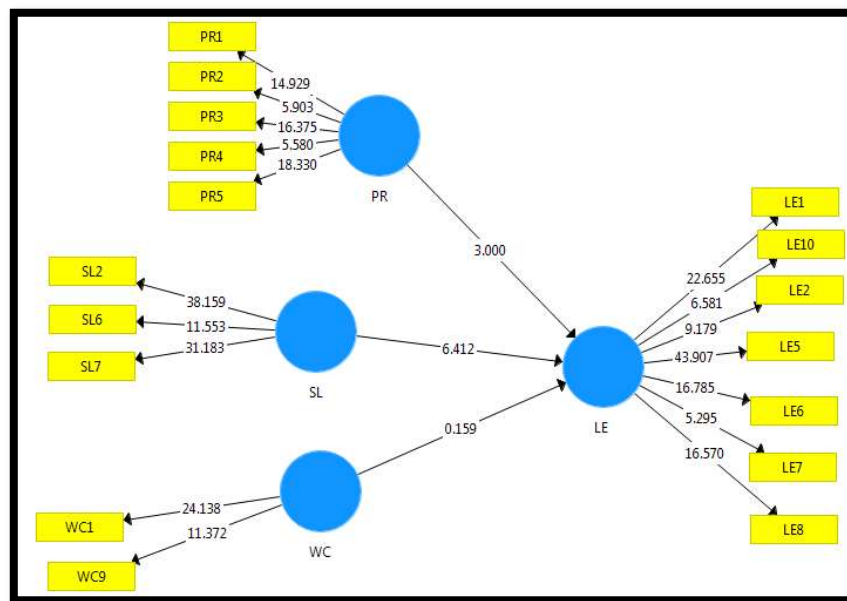 PR1
PR2
PR3
PR4
PR5
14.929
5.903
16.375
5.580
18.330
PR
3.000
SL2
SL6
SL7
38.159
11.553
31.183
SL
6.412
WC1
WC9
24.138
11.372
WC
0.159
LE
22.655
6.581
9.179
43.907
16.785
5.295
16.570
LE1
LE10
LE2
LE5
LE6
LE7
LE8